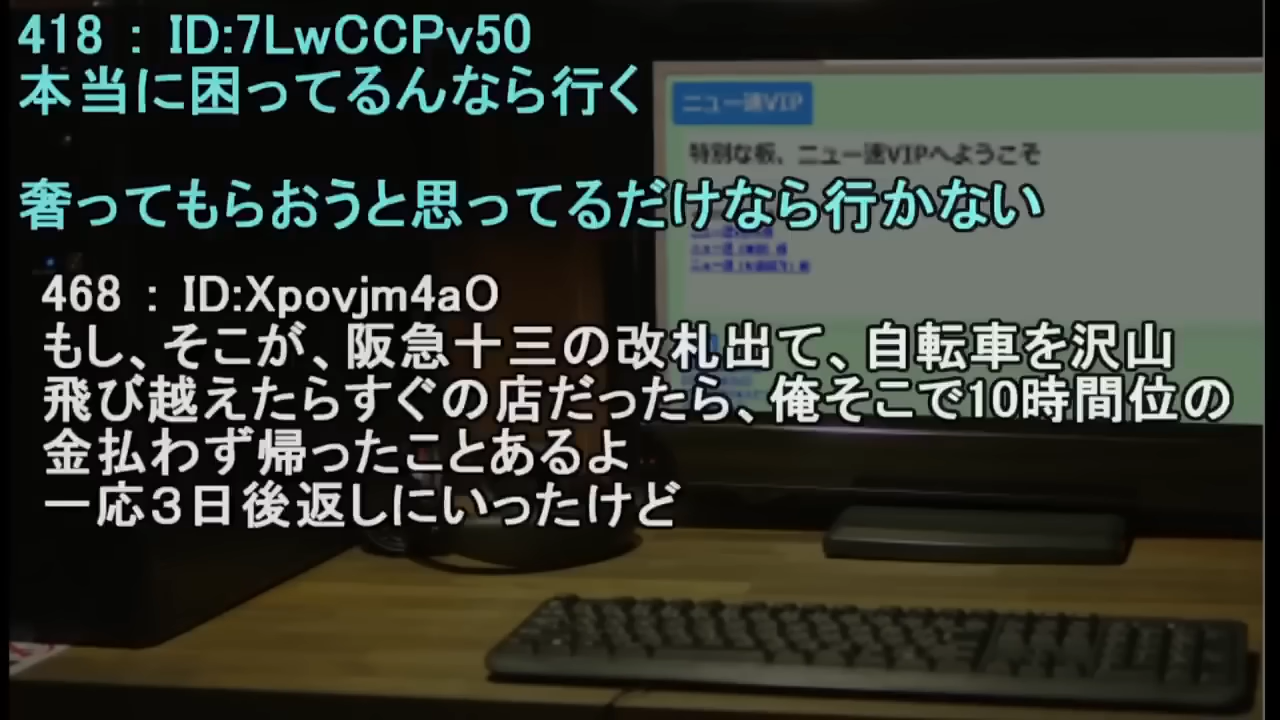 418 : ID:7LwCCPv50
本当に困ってるんなら行く
奢ってもらおうと思ってるだけなら行かない
468 : ID:Xpovjm4aO
もし、そこが、阪急十三の改札出て、自転車を沢山
飛び越えたらすぐの店だったら、俺そこで10時間位の
金払わず帰ったことあるよ
一応３日後返しにいったけど
ニュー速VIP
特別な板、ニュー速VIPへようこそ